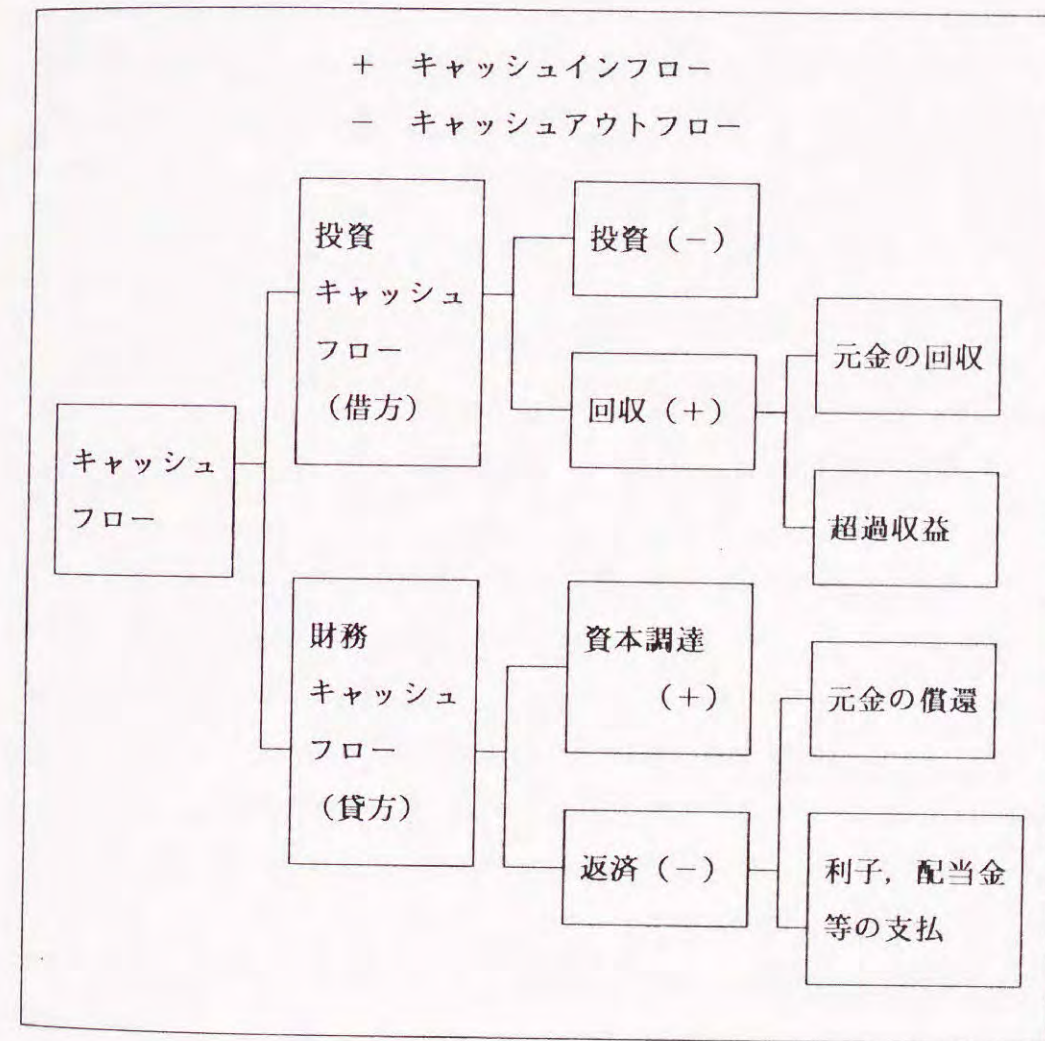 + キャッシュインフロー
− キャッシュアウトフロー
キャッシュ
フロー
投資
キャッシュ
フロー
（借方）
投資（−）
回収（+）
元金の回収
超過収益
財務
キャッシュ
フロー
（貸方）
資本調達
（+）
返済（−）
元金の償還
利子，配当金
等の支払